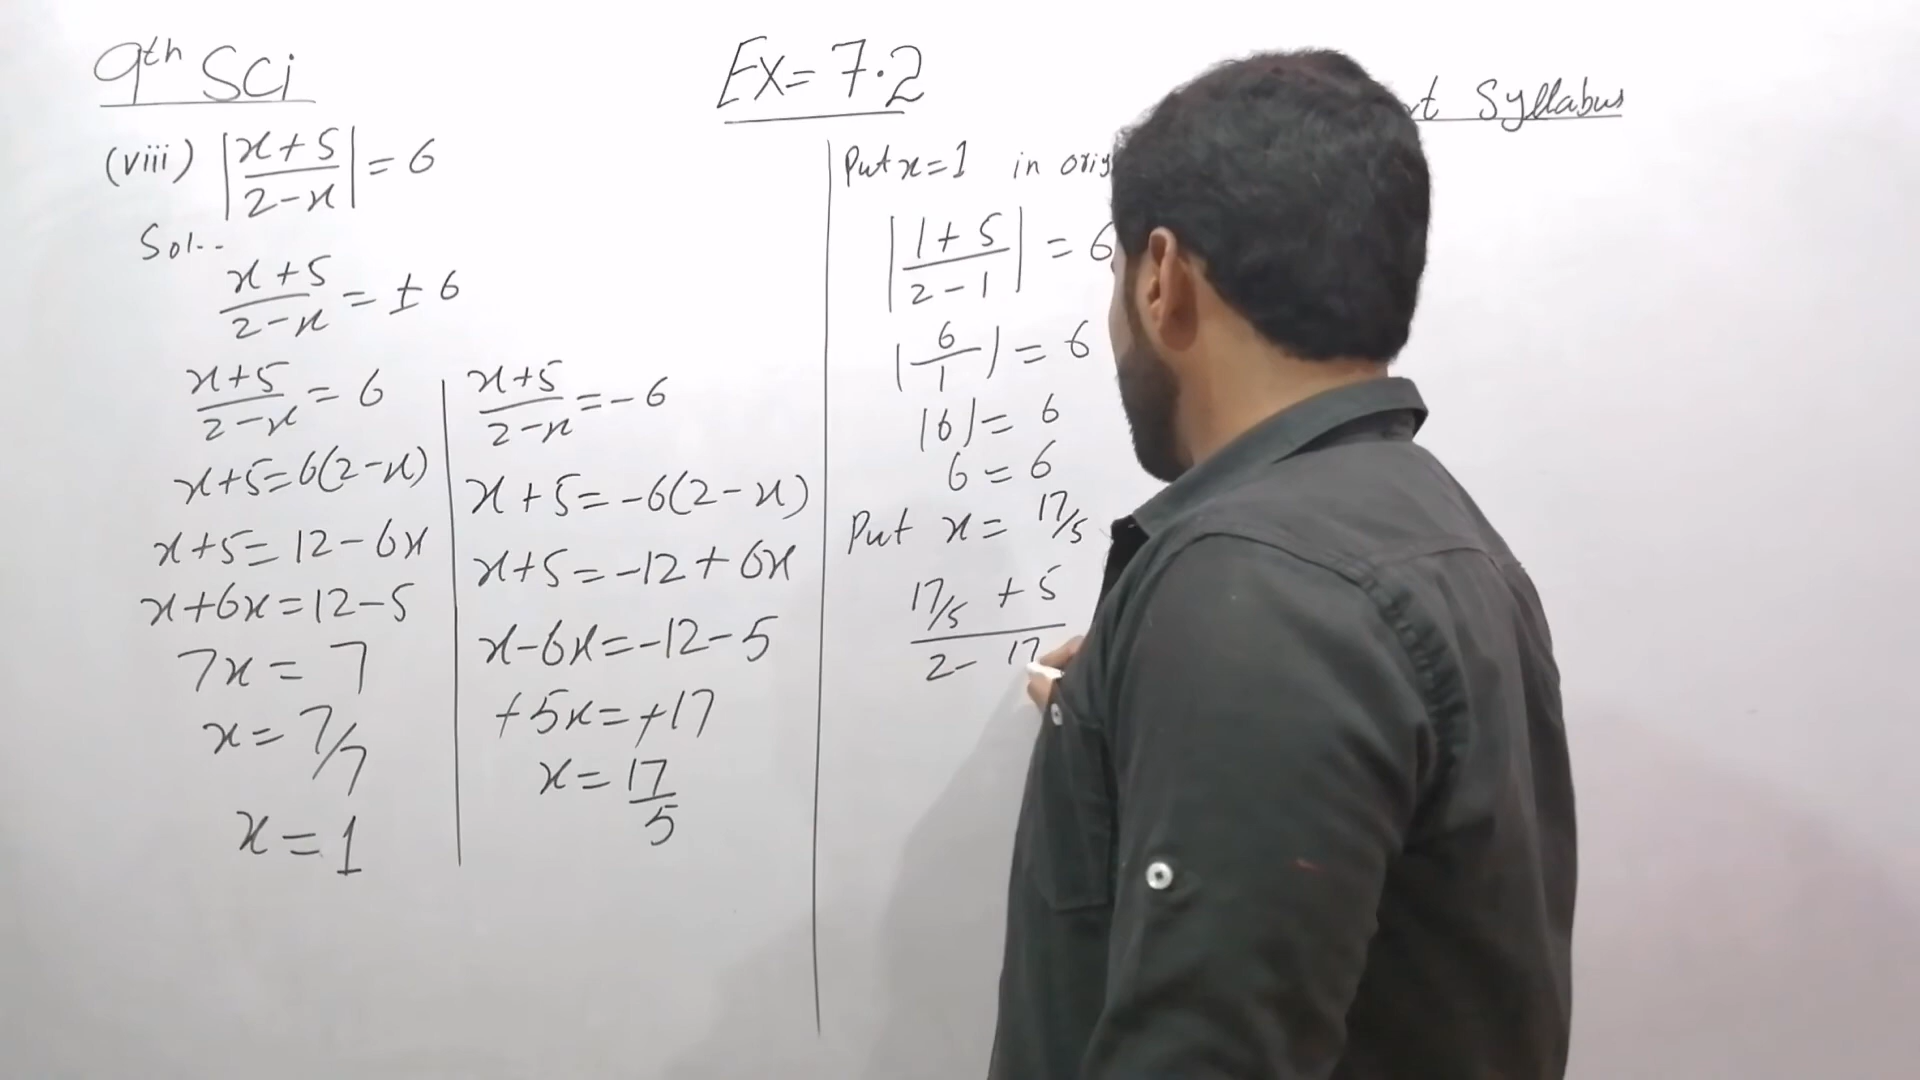 9th Sci
Ex = 7.2
Syllabus
(viii) |x+5/2-x| = 6
Sol..
x+5/2-x = ± 6
x+5/2-x = 6
x+5=6(2-x)
x+5=12-6x
x+6x=12-5
7x = 7
x=7/7
x=1
x+5/2-x=-6
x+5=-6(2-x)
x+5=-12+6x
x-6x=-12-5
+5x=+17
x=17/5
Put x=1 in
|1+5/2-1| = 6
|6/1| = 6
|6|= 6
6=6
Put x= 17/5
17/5 +5
2- 17